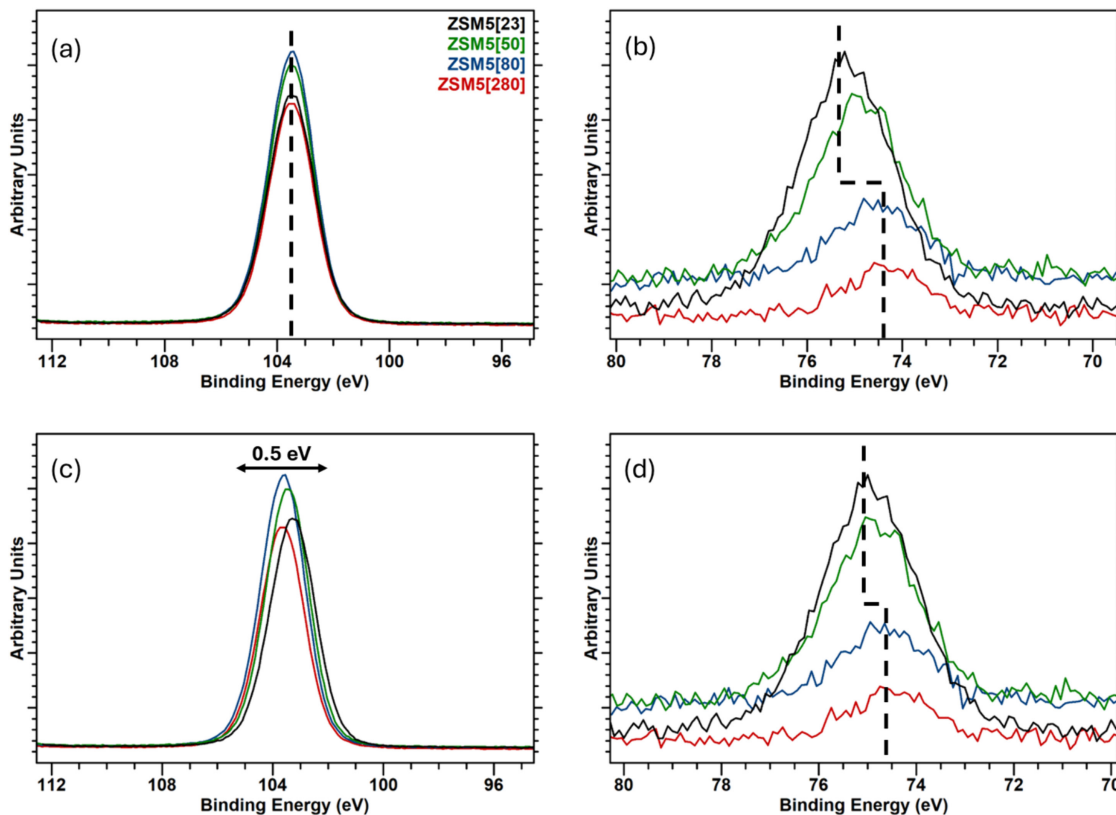 (a)
ZSM5[23]
ZSM5[50]
ZSM5[80]
ZSM5[280]
Arbitrary Units
112 108 104 100 96
Binding Energy (eV)
(b)
Arbitrary Units
80 78 76 74 72 70
Binding Energy (eV)
(c)
0.5 eV
Arbitrary Units
112 108 104 100 96
Binding Energy (eV)
(d)
Arbitrary Units
80 78 76 74 72 70
Binding Energy (eV)